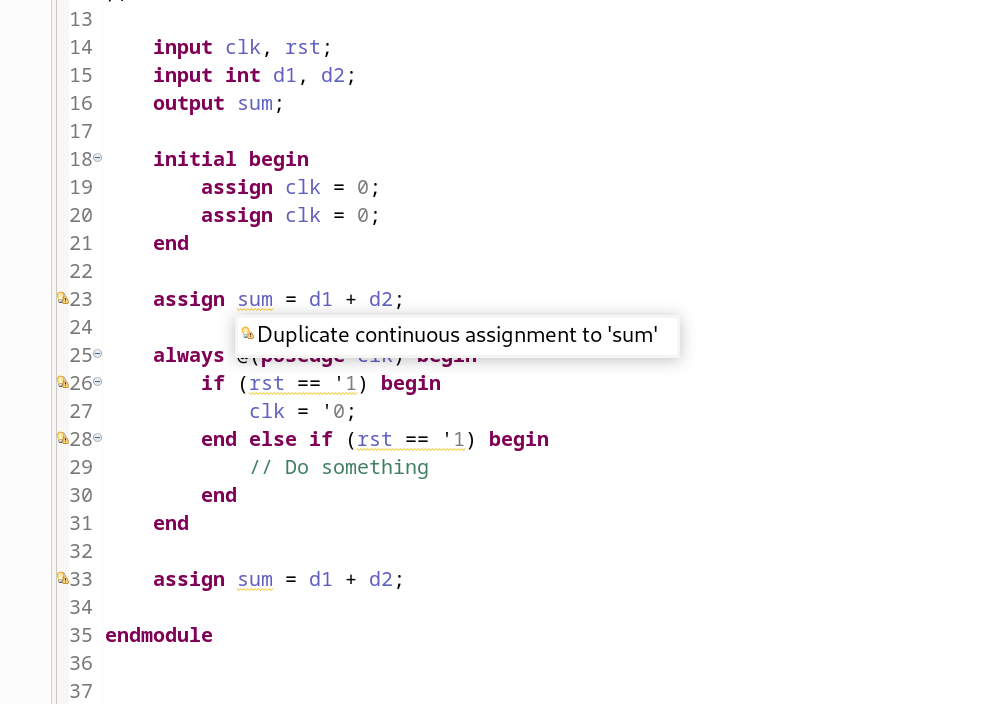 13
14 input clk, rst;
15 input int d1, d2;
16 output sum;
17
18 initial begin
19 assign clk = 0;
20 assign clk = 0;
21 end
22
23 assign sum = d1 + d2;
24
Duplicate continuous assignment to 'sum'
25 always @(posedge clk) begin
26 if (rst == '1) begin
27 clk = '0;
28 end else if (rst == '1) begin
29 // Do something
30 end
31 end
32
33 assign sum = d1 + d2;
34
35 endmodule
36
37